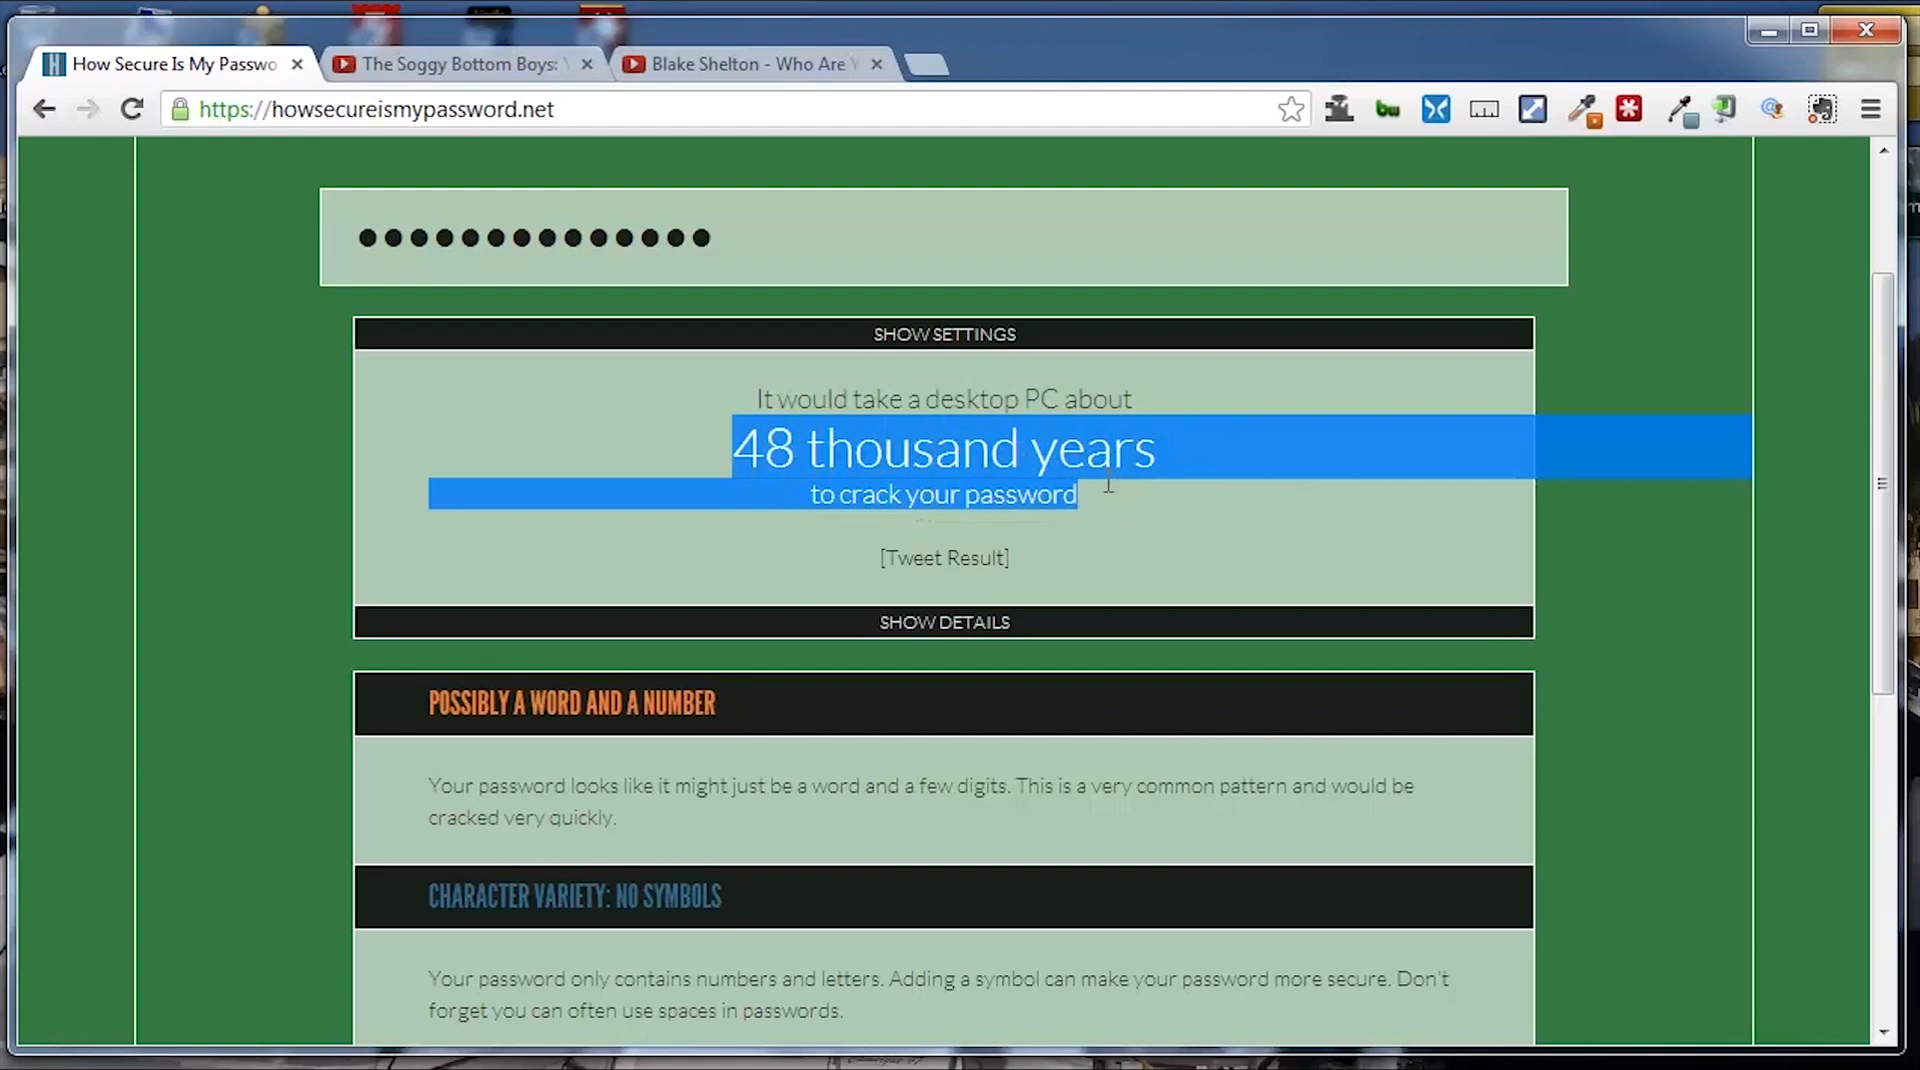 How Secure Is My Passwo
The Soggy Bottom Boys:
Blake Shelton - Who Are Y
https://howsecureismypassword.net
bw
SHOW SETTINGS
It would take a desktop PC about
48 thousand years
to crack your password
[Tweet Result]
SHOW DETAILS
POSSIBLY A WORD AND A NUMBER
Your password looks like it might just be a word and a few digits. This is a very common pattern and would be
cracked very quickly.
CHARACTER VARIETY: NO SYMBOLS
Your password only contains numbers and letters. Adding a symbol can make your password more secure. Don't
forget you can often use spaces in passwords.